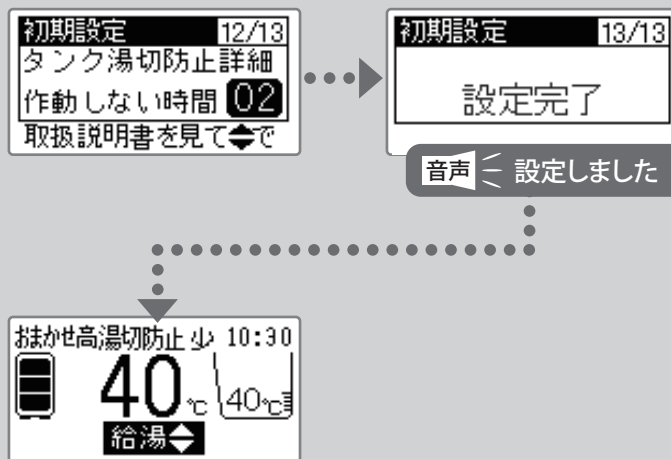 初期設定 12/13
タンク湯切防止詳細
作動しない時間 02
取扱説明書を見て◆で
初期設定 13/13
設定完了
音声 設定しました
おまかせ高湯切防止 少 10:30
40℃ 40℃
給湯